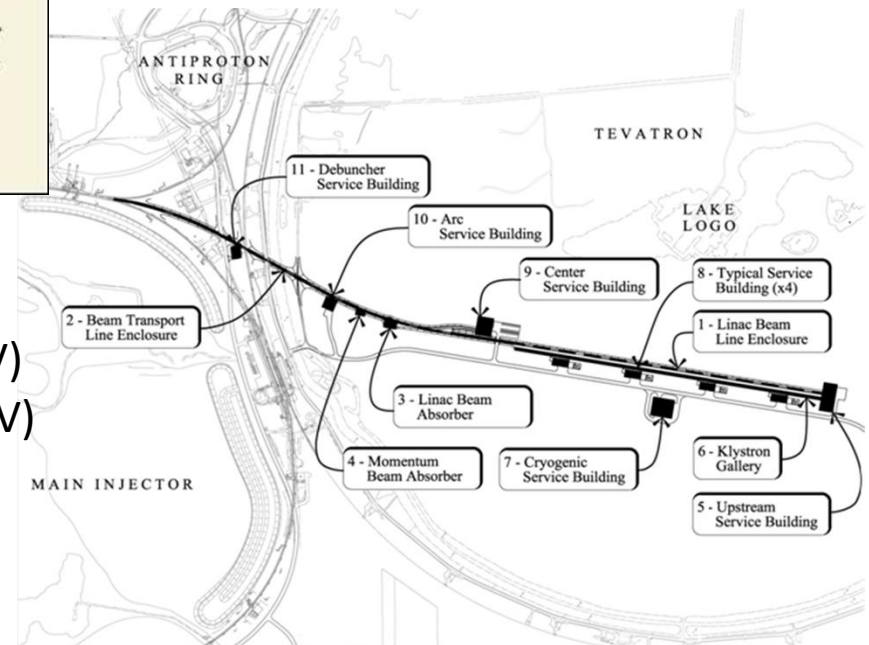 ANTIPROTON
RING
TEVATRON
11 - Debuncher
Service Building
LAKE
LOGO
10 - Arc
Service Building
9 - Center
Service Building
8 - Typical Service
Building (x4)
2 - Beam Transport
Line Enclosure
1 - Linac Beam
Line Enclosure
V)
V)
3 - Linac Beam
Absorber
4 - Momentum
Beam Absorber
7 - Cryogenic
Service Building
6 - Klystron
Gallery
MAIN INJECTOR
5 - Upstream
Service Building